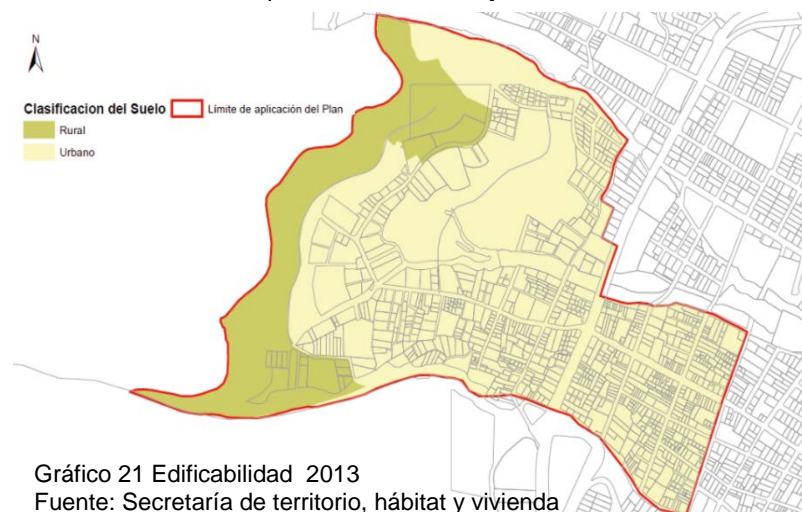 N
Clasificacion del Suelo
Límite de aplicación del Plan
Rural
Urbano
Gráfico 21 Edificabilidad 2013
Fuente: Secretaría de territorio, hábitat y vivienda